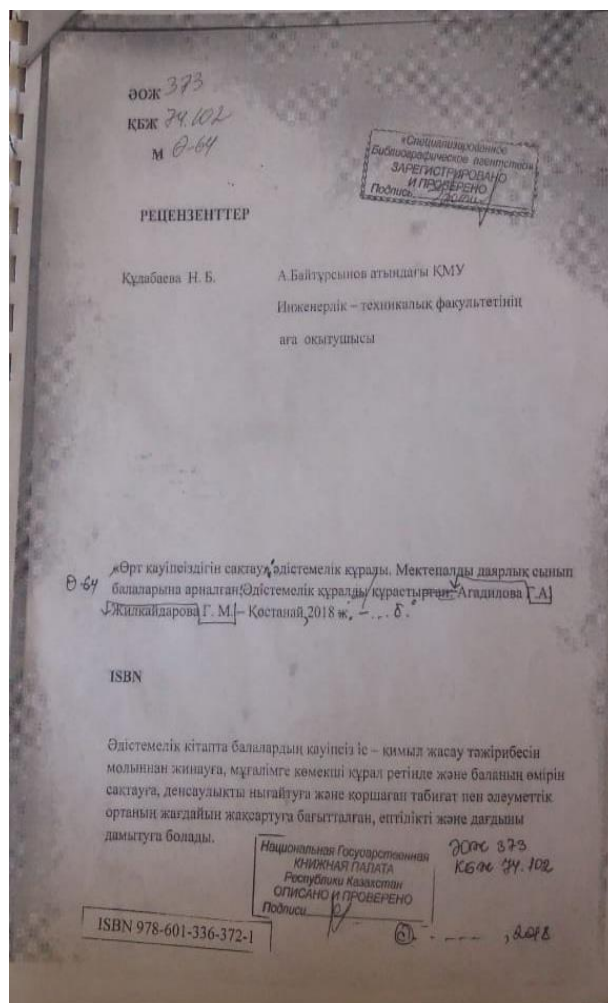 ӘОЖ 373
ҚБЖ 74.102
М Ө-64
«Специализированное
Библиографическое агентство»
ЗАРЕГИСТРИРОВАНО
И ПРОВЕРЕНО
Подпись
РЕЦЕНЗЕНТТЕР
Құлабаева Н. Б.
А.Байтұрсынов атындағы ҚМУ
Инженерлік – техникалық факультетінің
аға оқытушысы
Ө-64
«Өрт қауіпсіздігін сақтау» әдістемелік құралы. Мектепалды даярлық сынып
балаларына арналған/Әдістемелік құралды құрастырған: Агадилова Г.А
Жилкайдарова Г. М. – Қостанай, 2018 ж. – ... б.
ISBN
Әдістемелік кітапта балалардың қауіпсіз іс – қимыл жасау тәжірибесін
молыннан жинауға, мұғалімге көмекші құрал ретінде және баланың өмірін
сақтауға, денсаулықты нығайтуға және қоршаған табиғат пен әлеуметтік
ортаның жағдайын жақсартуға бағытталған, ептілікті және дағдыны
дамытуға болады.
Национальная Государственная
КНИЖНАЯ ПАЛАТА
Республики Казахстан
ОПИСАНО И ПРОВЕРЕНО
Подписи
ӘОЖ 373
КБЖ 74.102
ISBN 978-601-336-372-1
, 2018